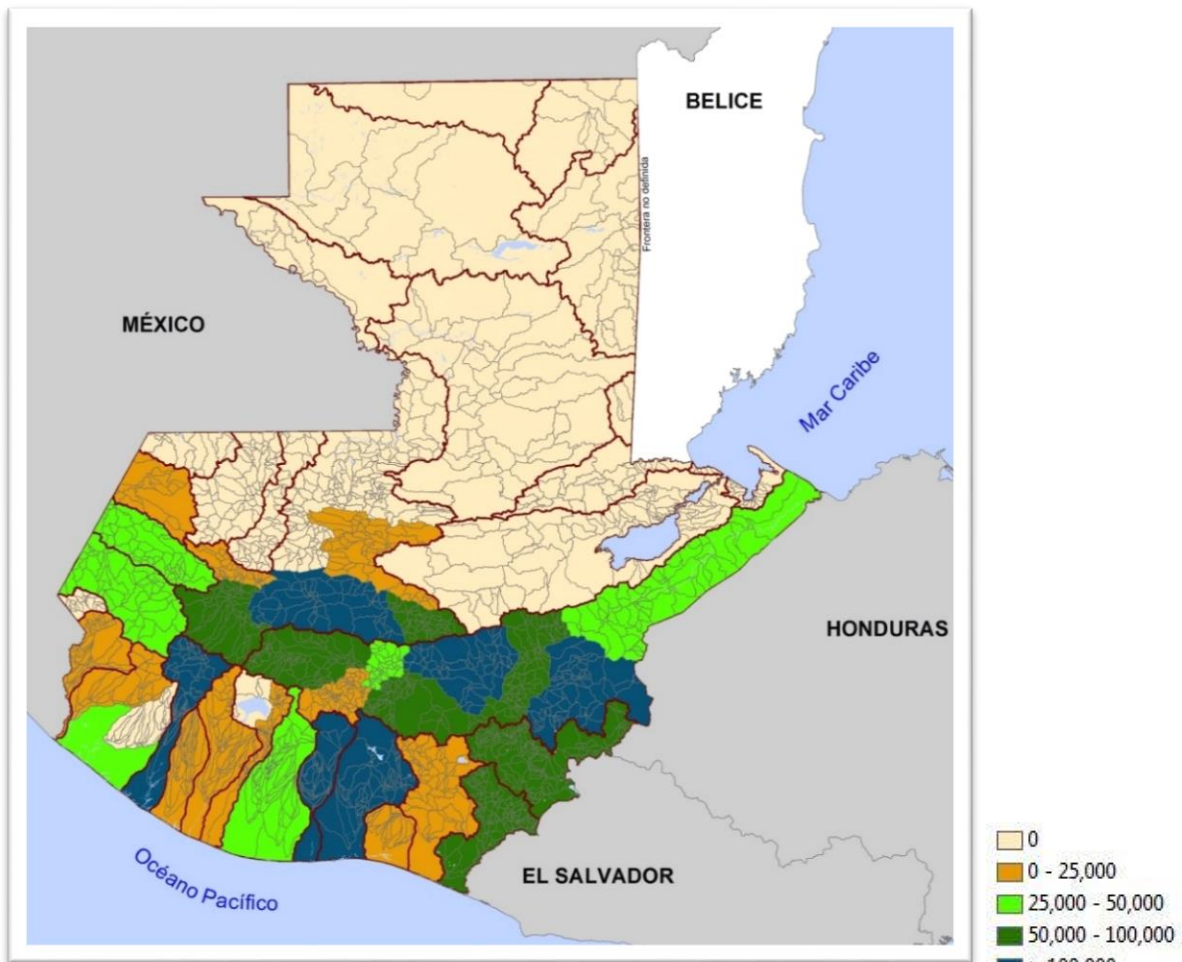 BELICE
Frontera no definida
MÉXICO
Mar Caribe
HONDURAS
EL SALVADOR
Océano Pacífico
0
0 - 25,000
25,000 - 50,000
50,000 - 100,000